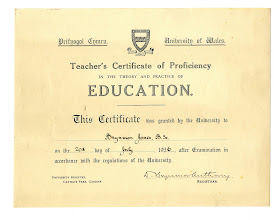 Prifysgol Cymru. University of Wales.
Teacher's Certificate of Proficiency
IN THE THEORY AND PRACTICE OF
EDUCATION.
This Certificate was granted by the University to
Jones, B.Sc.
on the day of July after Examination in
accordance with the regulations of the University.
UNIVERSITY REGISTRY,
CATHAYS PARK, CARDIFF.
REGISTRAR.